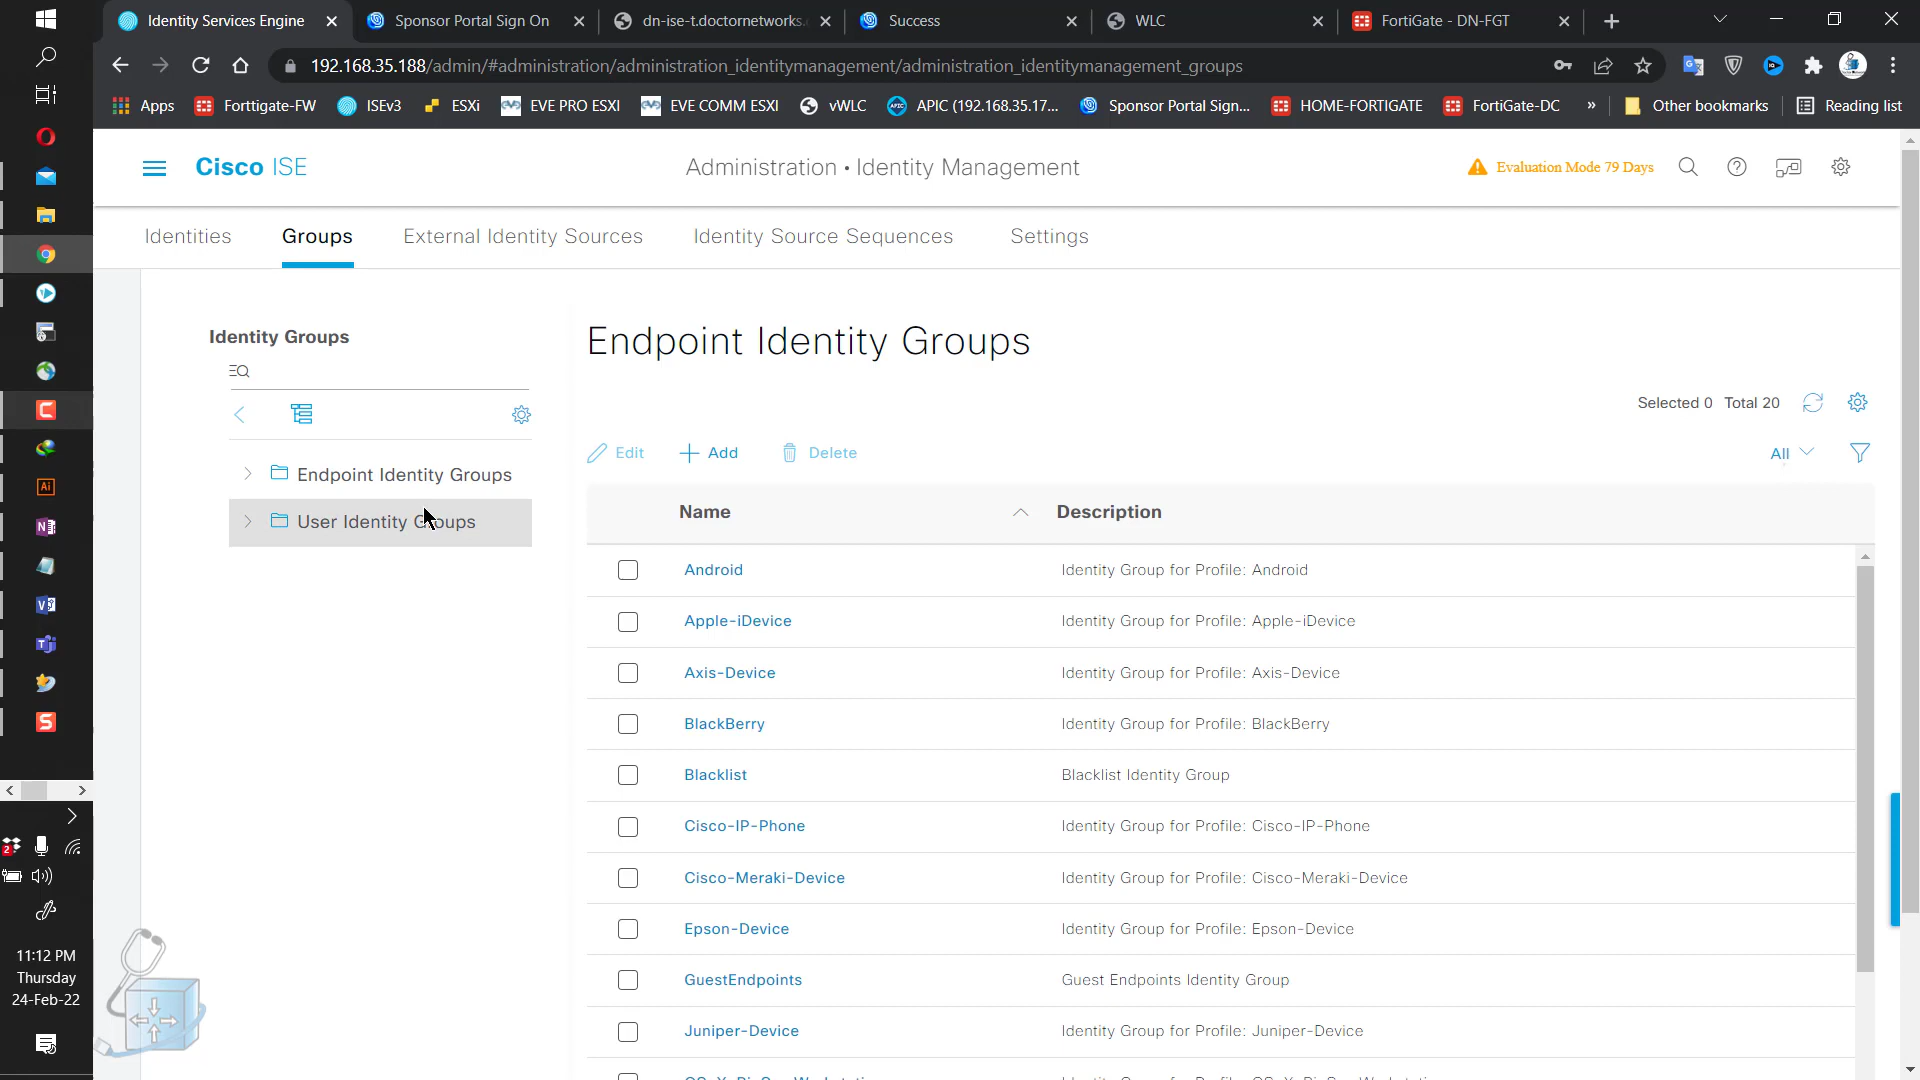 Identity Services Engine
Sponsor Portal Sign On
dn-ise-t.doctornetworks.
Success
WLC
FortiGate - DN-FGT
192.168.35.188/admin/#administration/administration_identitymanagement/administration_identitymanagement_groups
Apps
Forttigate-FW
ISEv3
ESXi
EVE PRO ESXI
EVE COMM ESXI
vWLC
APIC (192.168.35.17...
Sponsor Portal Sign...
HOME-FORTIGATE
FortiGate-DC
»
Other bookmarks
Reading list
Cisco ISE
Administration • Identity Management
Evaluation Mode 79 Days
Identities
Groups
External Identity Sources
Identity Source Sequences
Settings
Identity Groups
Endpoint Identity Groups
User Identity Groups
Endpoint Identity Groups
Selected 0 Total 20
Edit
Add
Delete
All
Name
Description
Android
Identity Group for Profile: Android
Apple-iDevice
Identity Group for Profile: Apple-iDevice
Axis-Device
Identity Group for Profile: Axis-Device
BlackBerry
Identity Group for Profile: BlackBerry
Blacklist
Blacklist Identity Group
Cisco-IP-Phone
Identity Group for Profile: Cisco-IP-Phone
Cisco-Meraki-Device
Identity Group for Profile: Cisco-Meraki-Device
Epson-Device
Identity Group for Profile: Epson-Device
GuestEndpoints
Guest Endpoints Identity Group
Juniper-Device
Identity Group for Profile: Juniper-Device
11:12 PM
Thursday
24-Feb-22